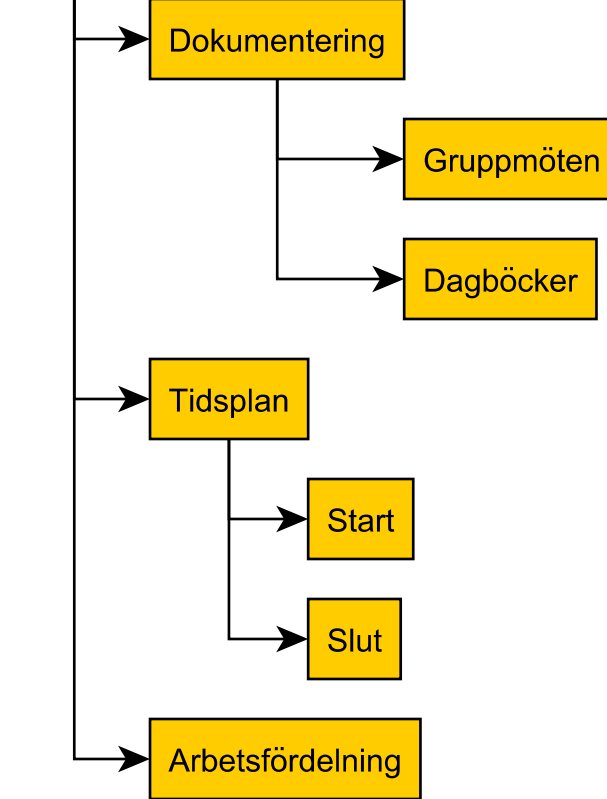 Dokumentering
Gruppmöten
Dagböcker
Tidsplan
Start
Slut
Arbetsfördelning